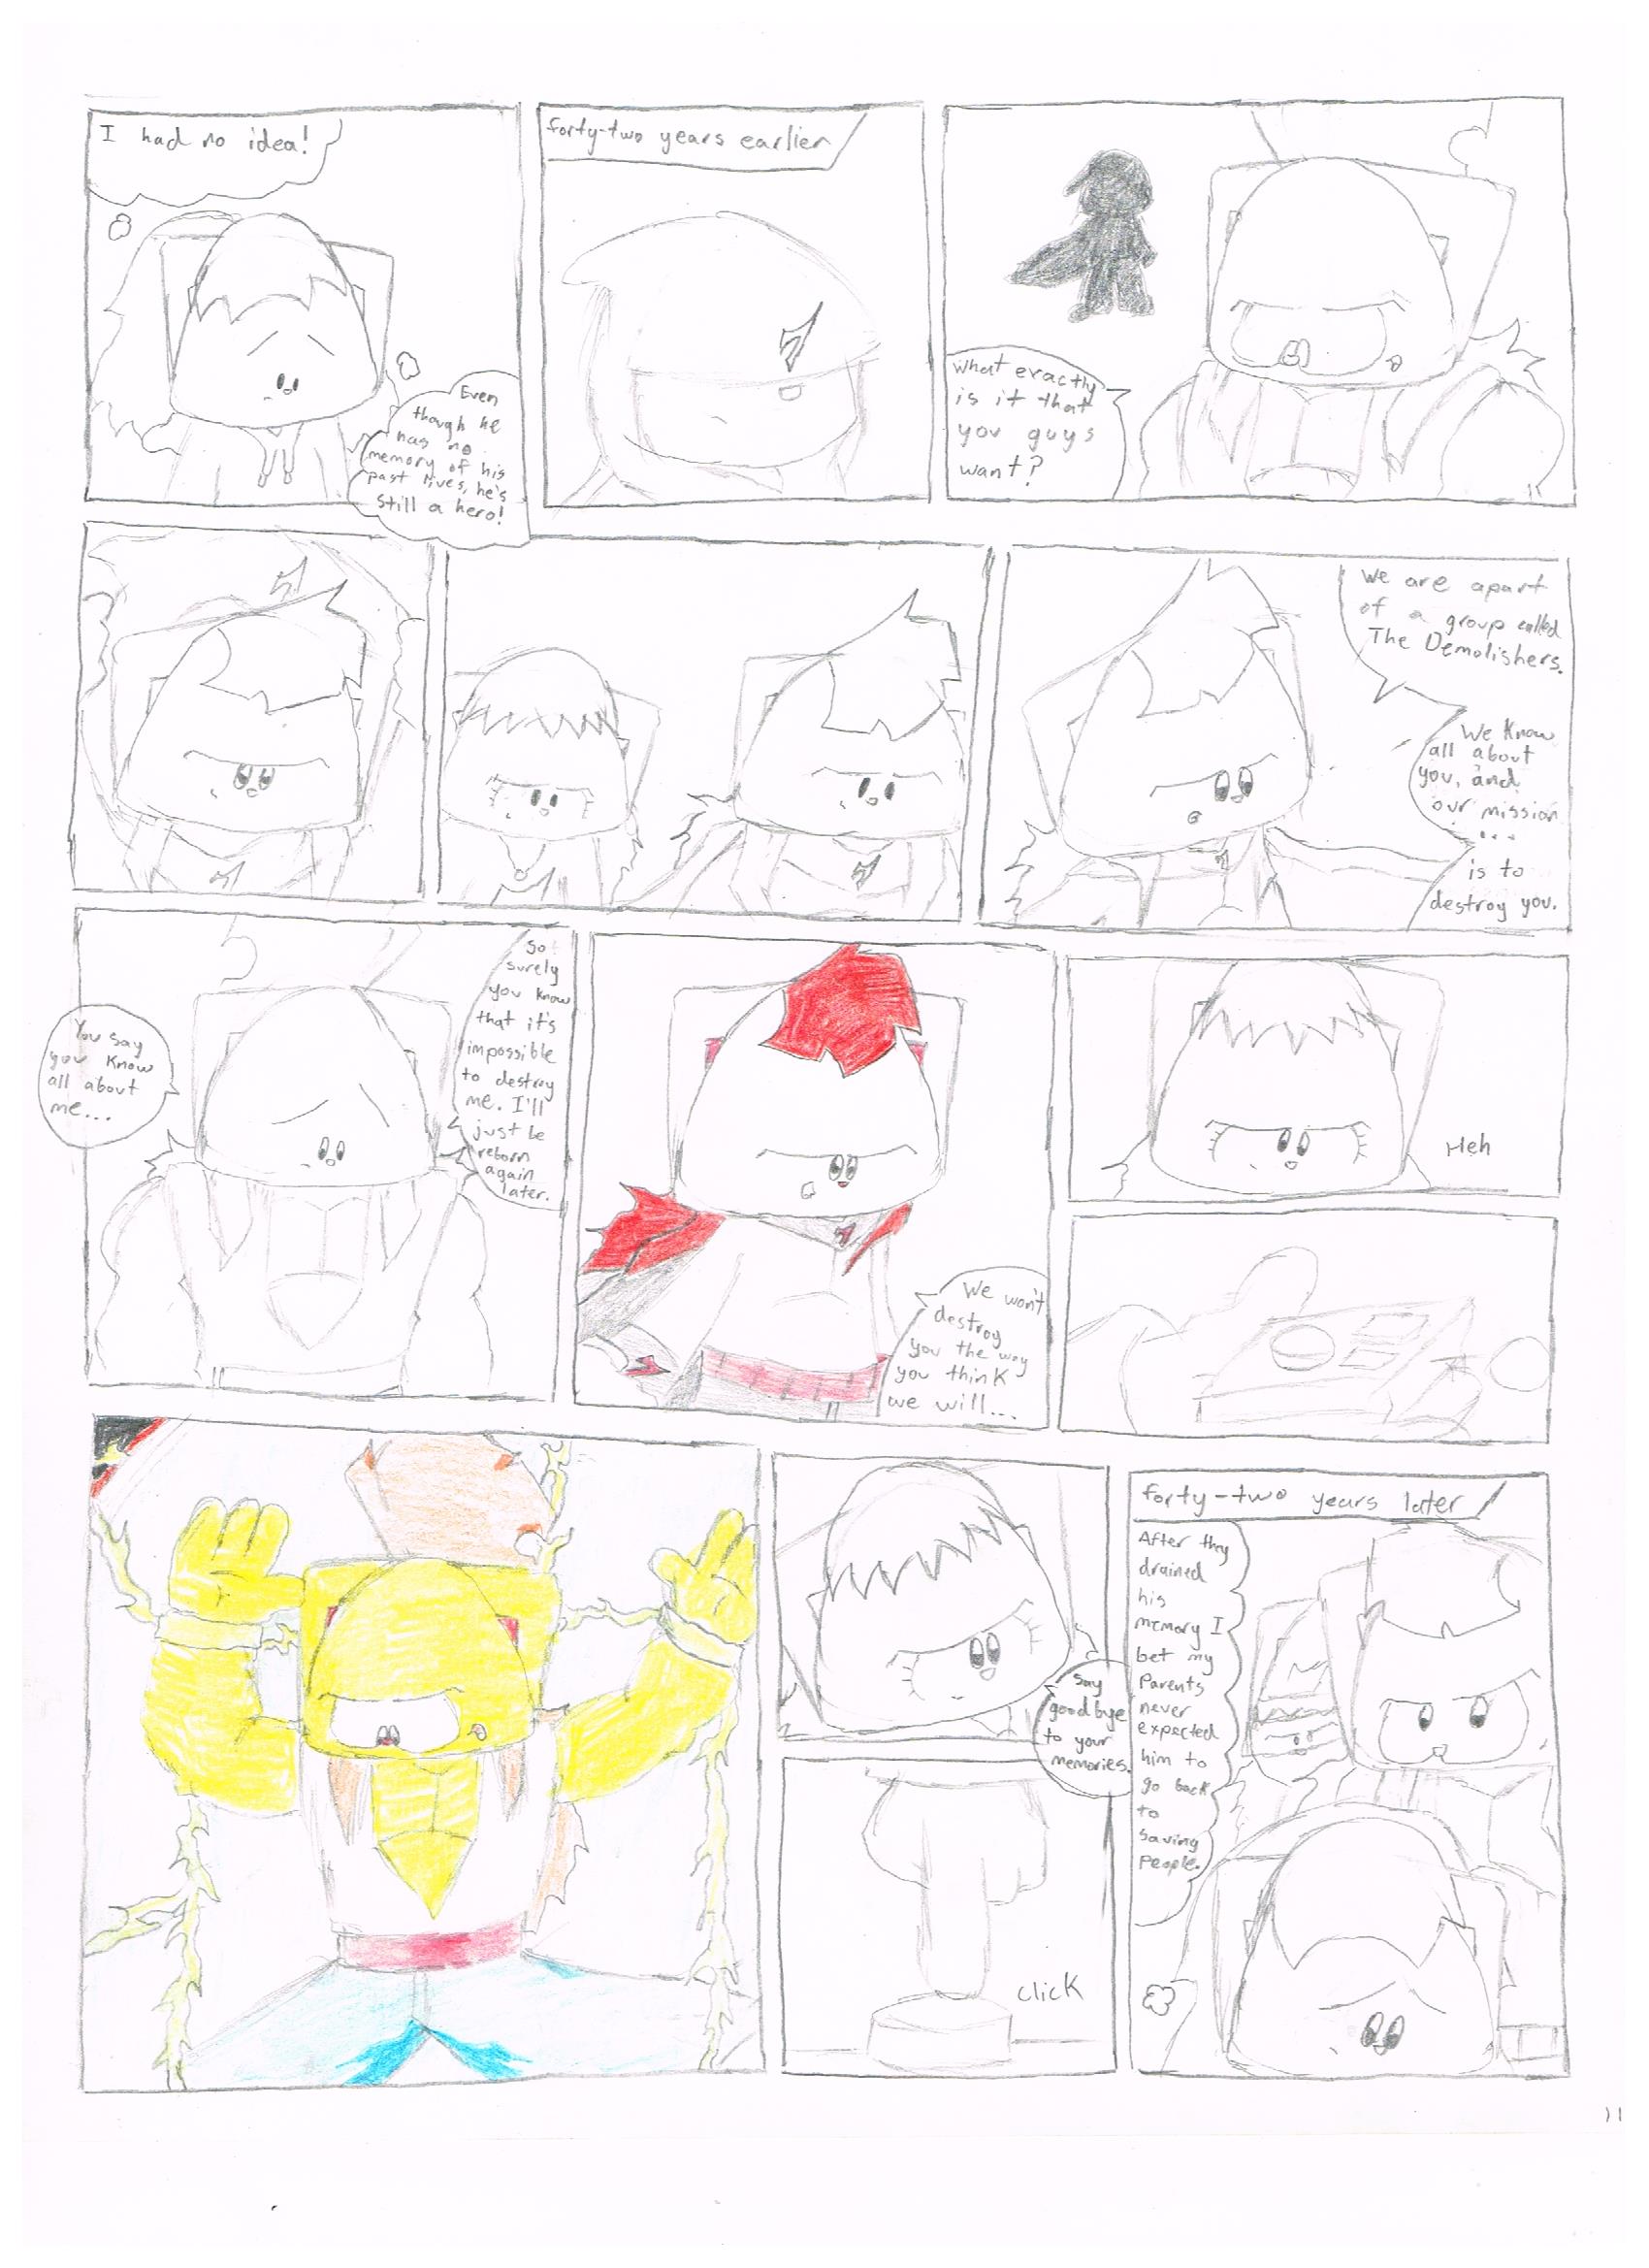 I had no idea!
Even
though he
has no
memory of his
past lives, he's
still a hero!
forty-two years earlier
What exactly
is it that
you guys
want?
We are apart
of a group called
The Demolishers.
We know
all about
you, and
our mission
...
is to
destroy you.
You say
you know
all about
me...
So
surely
you know
that it's
impossible
to destroy
me. I'll
just be
reborn
again
later.
We won't
destroy
you the way
you think
we will...
Heh
Say
goodbye
to your
memories.
click
forty-two years later
After they
drained
his
memory I
bet my
parents
never
expected
him to
go back
to
saving
people.
11